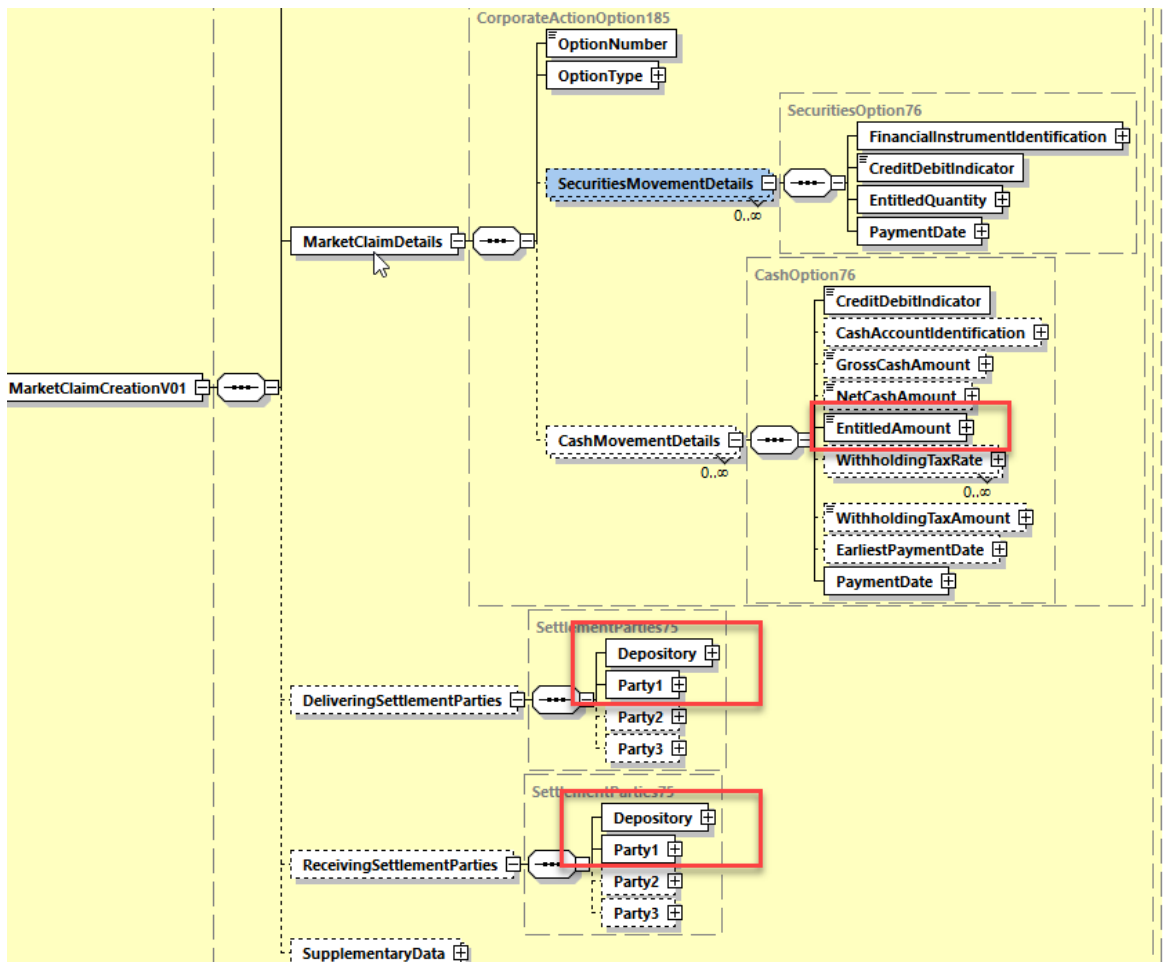 CorporateActionOption185
OptionNumber
OptionType
SecuritiesOption76
FinancialInstrumentIdentification
CreditDebitIndicator
SecuritiesMovementDetails
EntitledQuantity
0..∞
PaymentDate
MarketClaimDetails
CashOption76
CreditDebitIndicator
CashAccountIdentification
GrossCashAmount
MarketClaimCreationV01
NetCashAmount
EntitledAmount
CashMovementDetails
WithholdingTaxRate
0..∞
0..∞
WithholdingTaxAmount
EarliestPaymentDate
PaymentDate
SettlementParties75
Depository
Party1
DeliveringSettlementParties
Party2
Party3
SettlementParties75
Depository
Party1
ReceivingSettlementParties
Party2
Party3
SupplementaryData